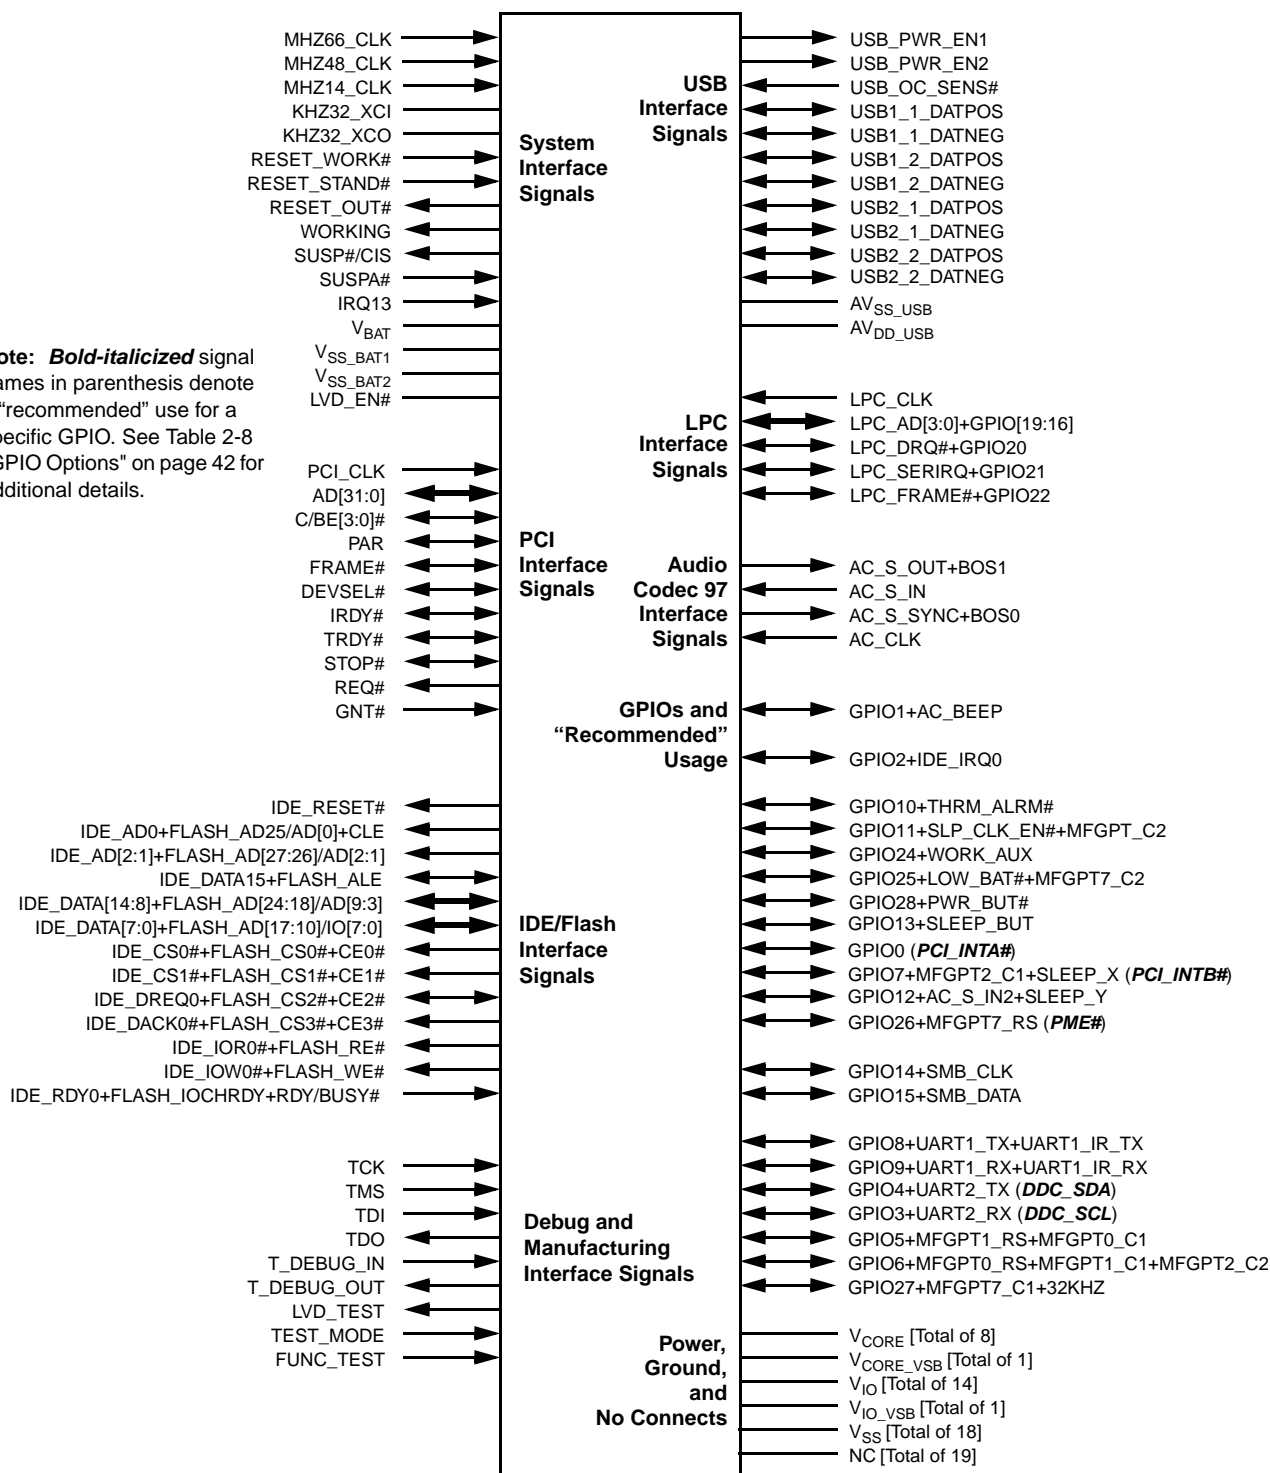 MHZ66_CLK
MHZ48_CLK
MHZ14_CLK
KHZ32_XCI
KHZ32_XCO
RESET_WORK#
RESET_STAND#
RESET_OUT#
WORKING
SUSP#/CIS
SUSPA#
IRQ13
VBAT
VSS_BAT1
VSS_BAT2
LVD_EN#
System
Interface
Signals
ote: Bold-italicized signal
ames in parenthesis denote
“recommended” use for a
pecific GPIO. See Table 2-8
GPIO Options" on page 42 for
dditional details.
PCI_CLK
AD[31:0]
C/BE[3:0]#
PAR
FRAME#
DEVSEL#
IRDY#
TRDY#
STOP#
REQ#
GNT#
PCI
Interface
Signals
IDE_RESET#
IDE_AD0+FLASH_AD25/AD[0]+CLE
IDE_AD[2:1]+FLASH_AD[27:26]/AD[2:1]
IDE_DATA15+FLASH_ALE
IDE_DATA[14:8]+FLASH_AD[24:18]/AD[9:3]
IDE_DATA[7:0]+FLASH_AD[17:10]/IO[7:0]
IDE_CS0#+FLASH_CS0#+CE0#
IDE_CS1#+FLASH_CS1#+CE1#
IDE_DREQ0+FLASH_CS2#+CE2#
IDE_DACK0#+FLASH_CS3#+CE3#
IDE_IOR0#+FLASH_RE#
IDE_IOW0#+FLASH_WE#
IDE_RDY0+FLASH_IOCHRDY+RDY/BUSY#
IDE/Flash
Interface
Signals
TCK
TMS
TDI
TDO
T_DEBUG_IN
T_DEBUG_OUT
LVD_TEST
TEST_MODE
FUNC_TEST
Debug and
Manufacturing
Interface Signals
USB
Interface
Signals
USB_PWR_EN1
USB_PWR_EN2
USB_OC_SENS#
USB1_1_DATPOS
USB1_1_DATNEG
USB1_2_DATPOS
USB1_2_DATNEG
USB2_1_DATPOS
USB2_1_DATNEG
USB2_2_DATPOS
USB2_2_DATNEG
AVSS_USB
AVDD_USB
LPC
Interface
Signals
LPC_CLK
LPC_AD[3:0]+GPIO[19:16]
LPC_DRQ#+GPIO20
LPC_SERIRQ+GPIO21
LPC_FRAME#+GPIO22
Audio
Codec 97
Interface
Signals
AC_S_OUT+BOS1
AC_S_IN
AC_S_SYNC+BOS0
AC_CLK
GPIOs and
“Recommended”
Usage
GPIO1+AC_BEEP
GPIO2+IDE_IRQ0
GPIO10+THRM_ALRM#
GPIO11+SLP_CLK_EN#+MFGPT_C2
GPIO24+WORK_AUX
GPIO25+LOW_BAT#+MFGPT7_C2
GPIO28+PWR_BUT#
GPIO13+SLEEP_BUT
GPIO0 (PCI_INTA#)
GPIO7+MFGPT2_C1+SLEEP_X (PCI_INTB#)
GPIO12+AC_S_IN2+SLEEP_Y
GPIO26+MFGPT7_RS (PME#)
GPIO14+SMB_CLK
GPIO15+SMB_DATA
GPIO8+UART1_TX+UART1_IR_TX
GPIO9+UART1_RX+UART1_IR_RX
GPIO4+UART2_TX (DDC_SDA)
GPIO3+UART2_RX (DDC_SCL)
GPIO5+MFGPT1_RS+MFGPT0_C1
GPIO6+MFGPT0_RS+MFGPT1_C1+MFGPT2_C2
GPIO27+MFGPT7_C1+32KHZ
Power,
Ground,
and
No Connects
VCORE [Total of 8]
VCORE_VSB [Total of 1]
VIO [Total of 14]
VIO_VSB [Total of 1]
VSS [Total of 18]
NC [Total of 19]